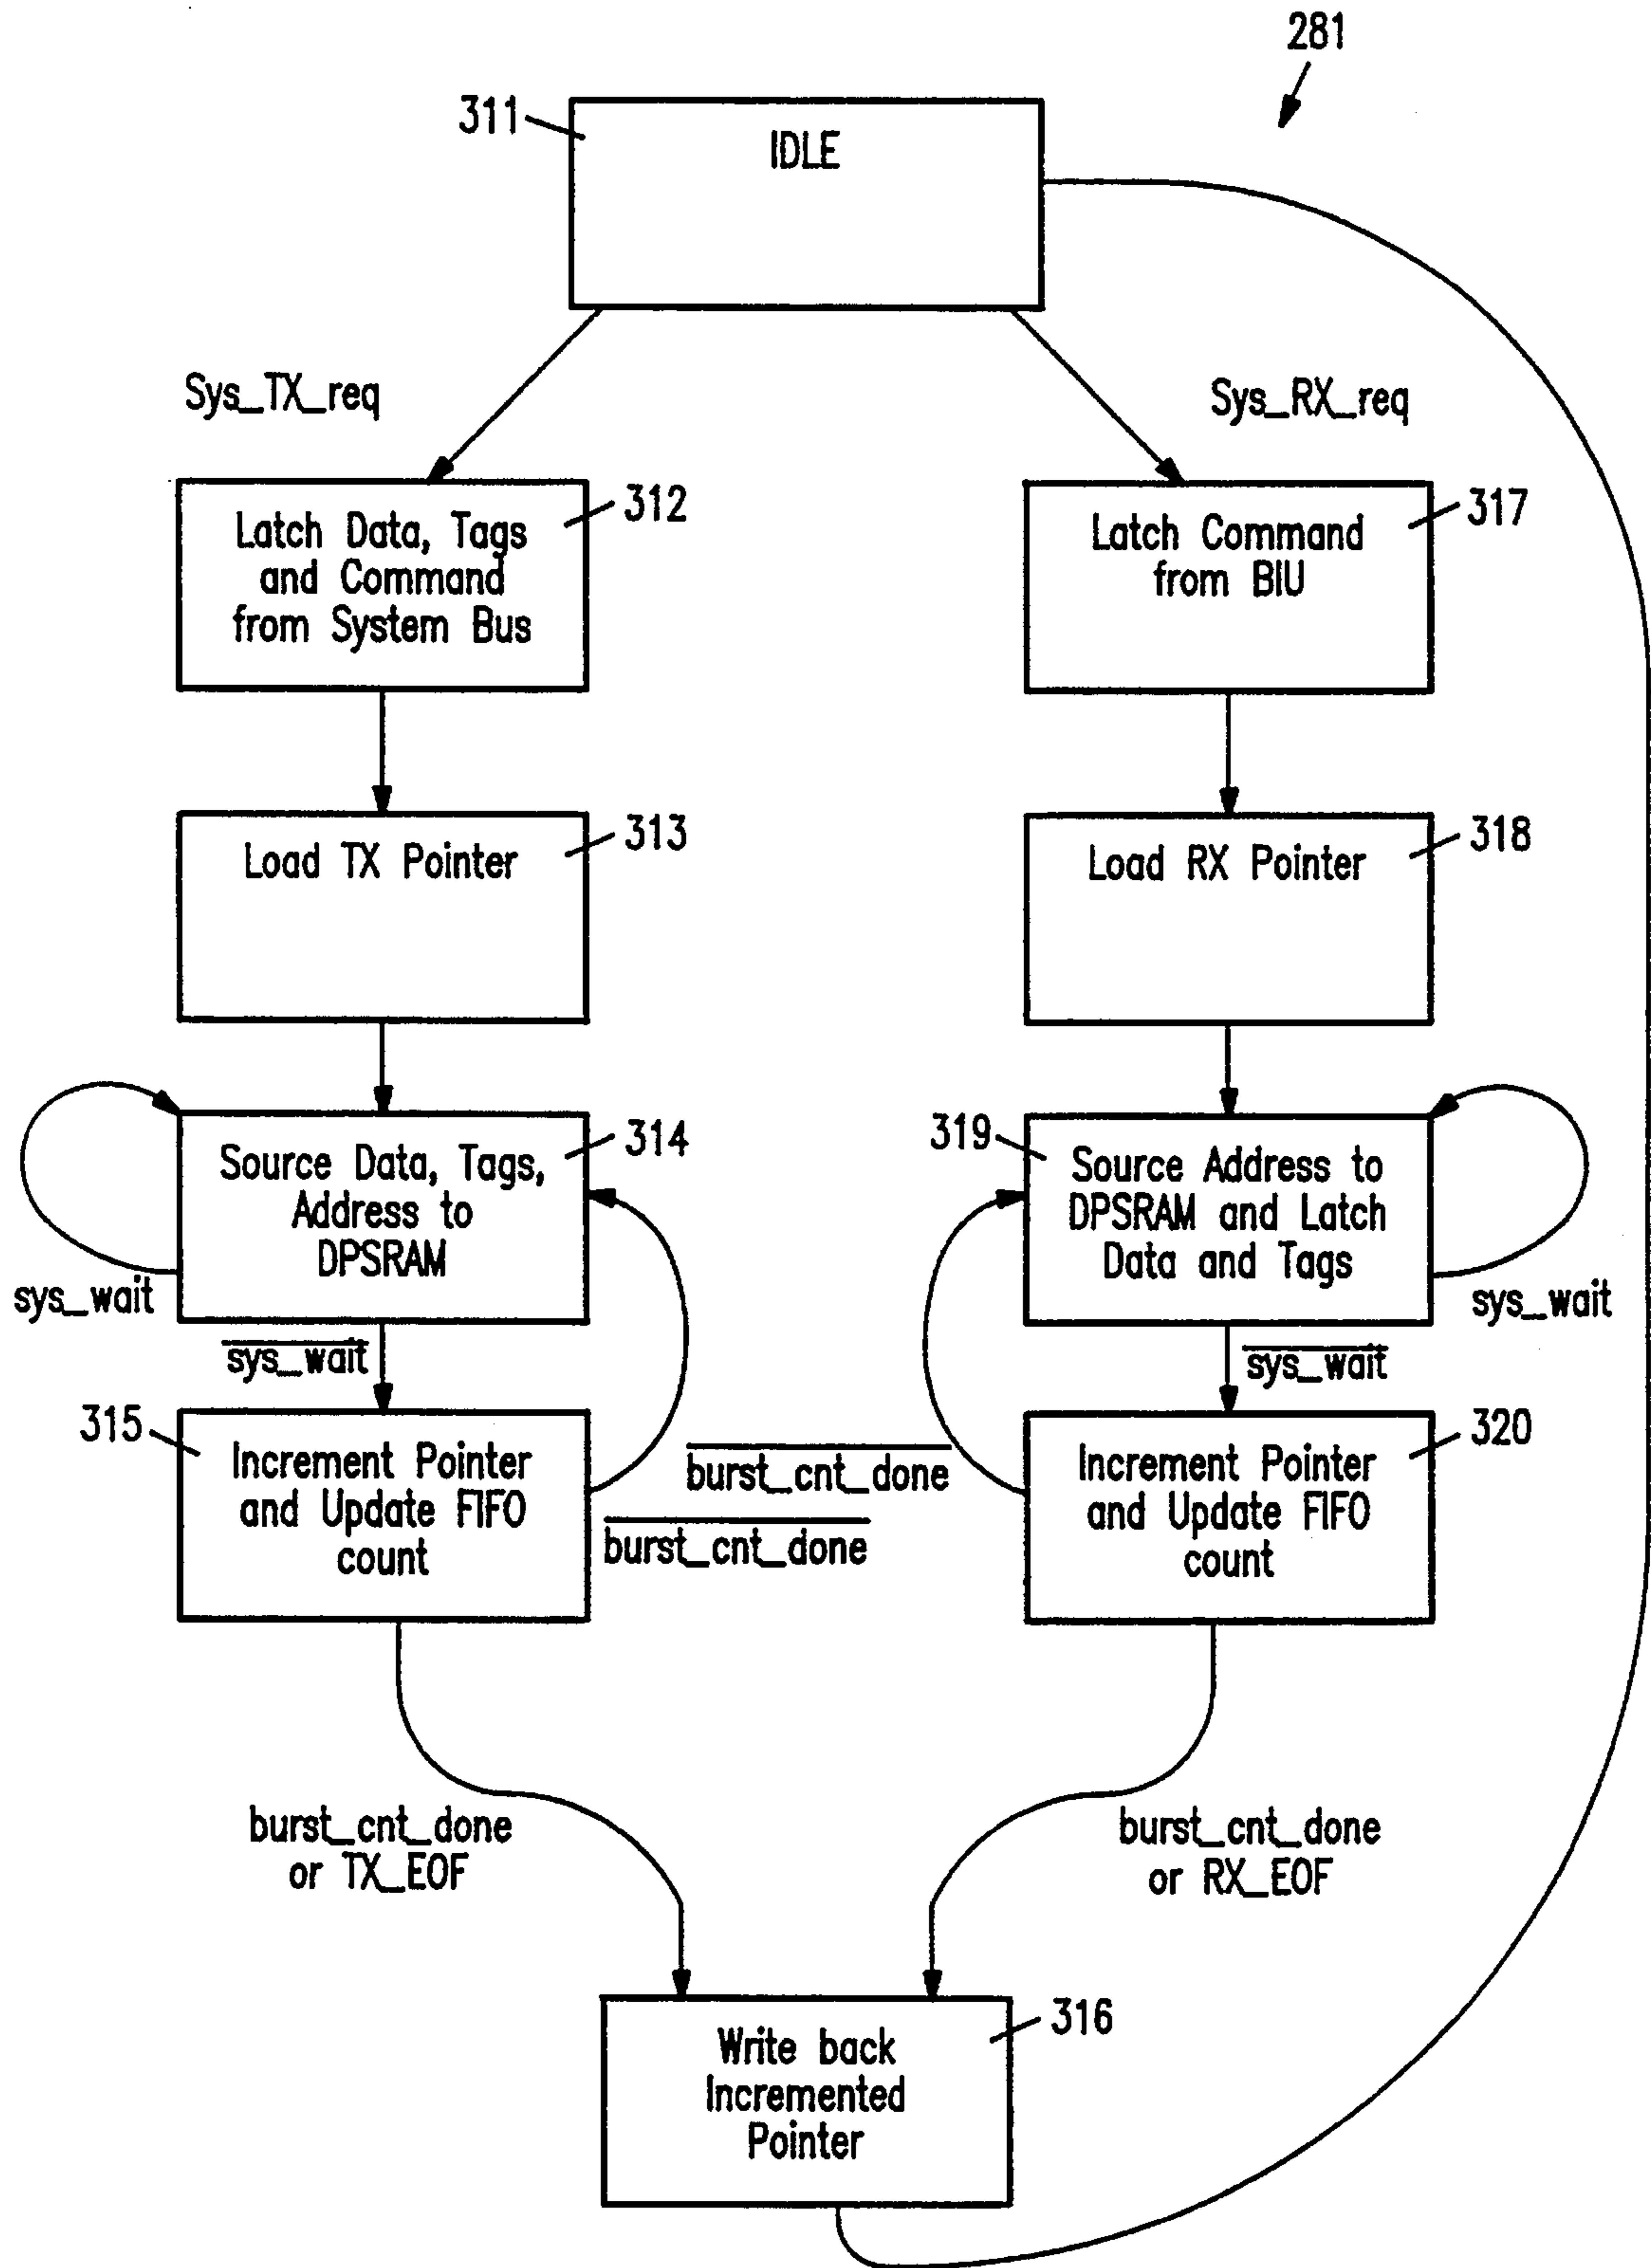 281
311
IDLE
Sys_TX_req
Sys_RX_req
312
Latch Data, Tags
and Command
from System Bus
317
Latch Command
from BIU
313
Load TX Pointer
318
Load RX Pointer
314
Source Data, Tags,
Address to
DPSRAM
sys_wait
sys_wait
319
Source Address to
DPSRAM and Latch
Data and Tags
sys_wait
sys_wait
315
Increment Pointer
and Update FIFO
count
burst_cnt_done
burst_cnt_done
320
Increment Pointer
and Update FIFO
count
burst_cnt_done
or TX_EOF
burst_cnt_done
or RX_EOF
316
Write back
Incremented
Pointer